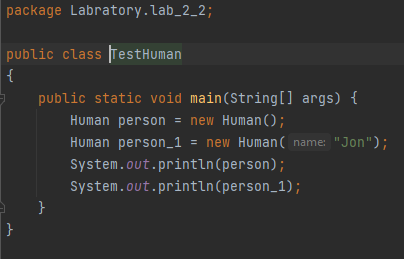 package Labratory.lab_2_2;
public class TestHuman
{
public static void main(String[] args) {
Human person = new Human();
Human person_1 = new Human( name: "Jon");
System.out.println(person);
System.out.println(person_1);
}
}